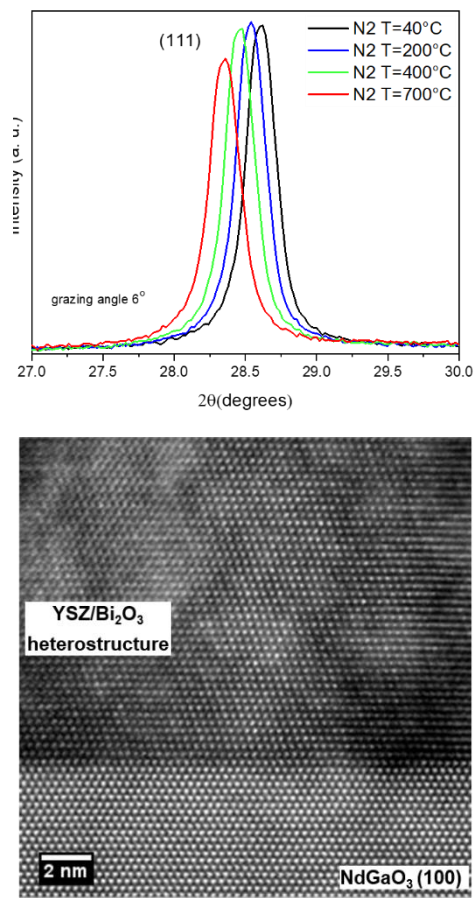 (111)
N2 T=40°C
N2 T=200°C
N2 T=400°C
N2 T=700°C
Intensity (a. u.)
grazing angle 6°
27.0 27.5 28.0 28.5 29.0 29.5 30.0
2θ(degrees)
YSZ/Bi₂O₃
heterostructure
2 nm
NdGaO₃ (100)